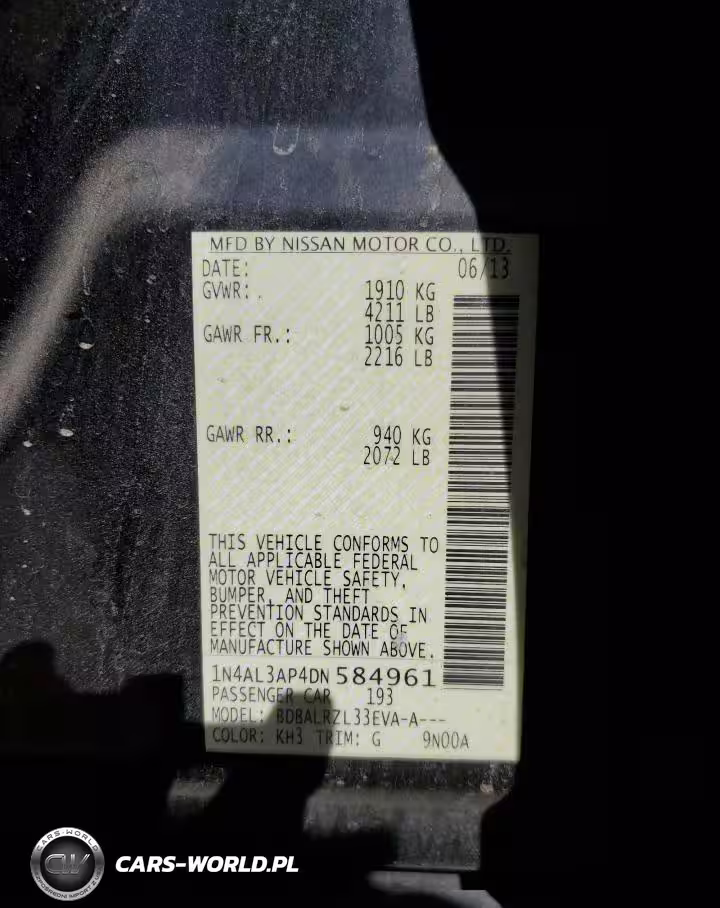 MFD BY NISSAN MOTOR CO., LTD.
DATE: 06/13
GVWR: 1910 KG
4211 LB
GAWR FR.: 1005 KG
2216 LB
GAWR RR.: 940 KG
2072 LB
THIS VEHICLE CONFORMS TO
ALL APPLICABLE FEDERAL
MOTOR VEHICLE SAFETY,
BUMPER, AND THEFT
PREVENTION STANDARDS IN
EFFECT ON THE DATE OF
MANUFACTURE SHOWN ABOVE.
1N4AL3AP4DN584961
PASSENGER CAR 193
MODEL: BDBALRZL33EVA-A---
COLOR: KH3 TRIM: G 9N00A
CARS-WORLD
CW
CARS-WORLD.PL